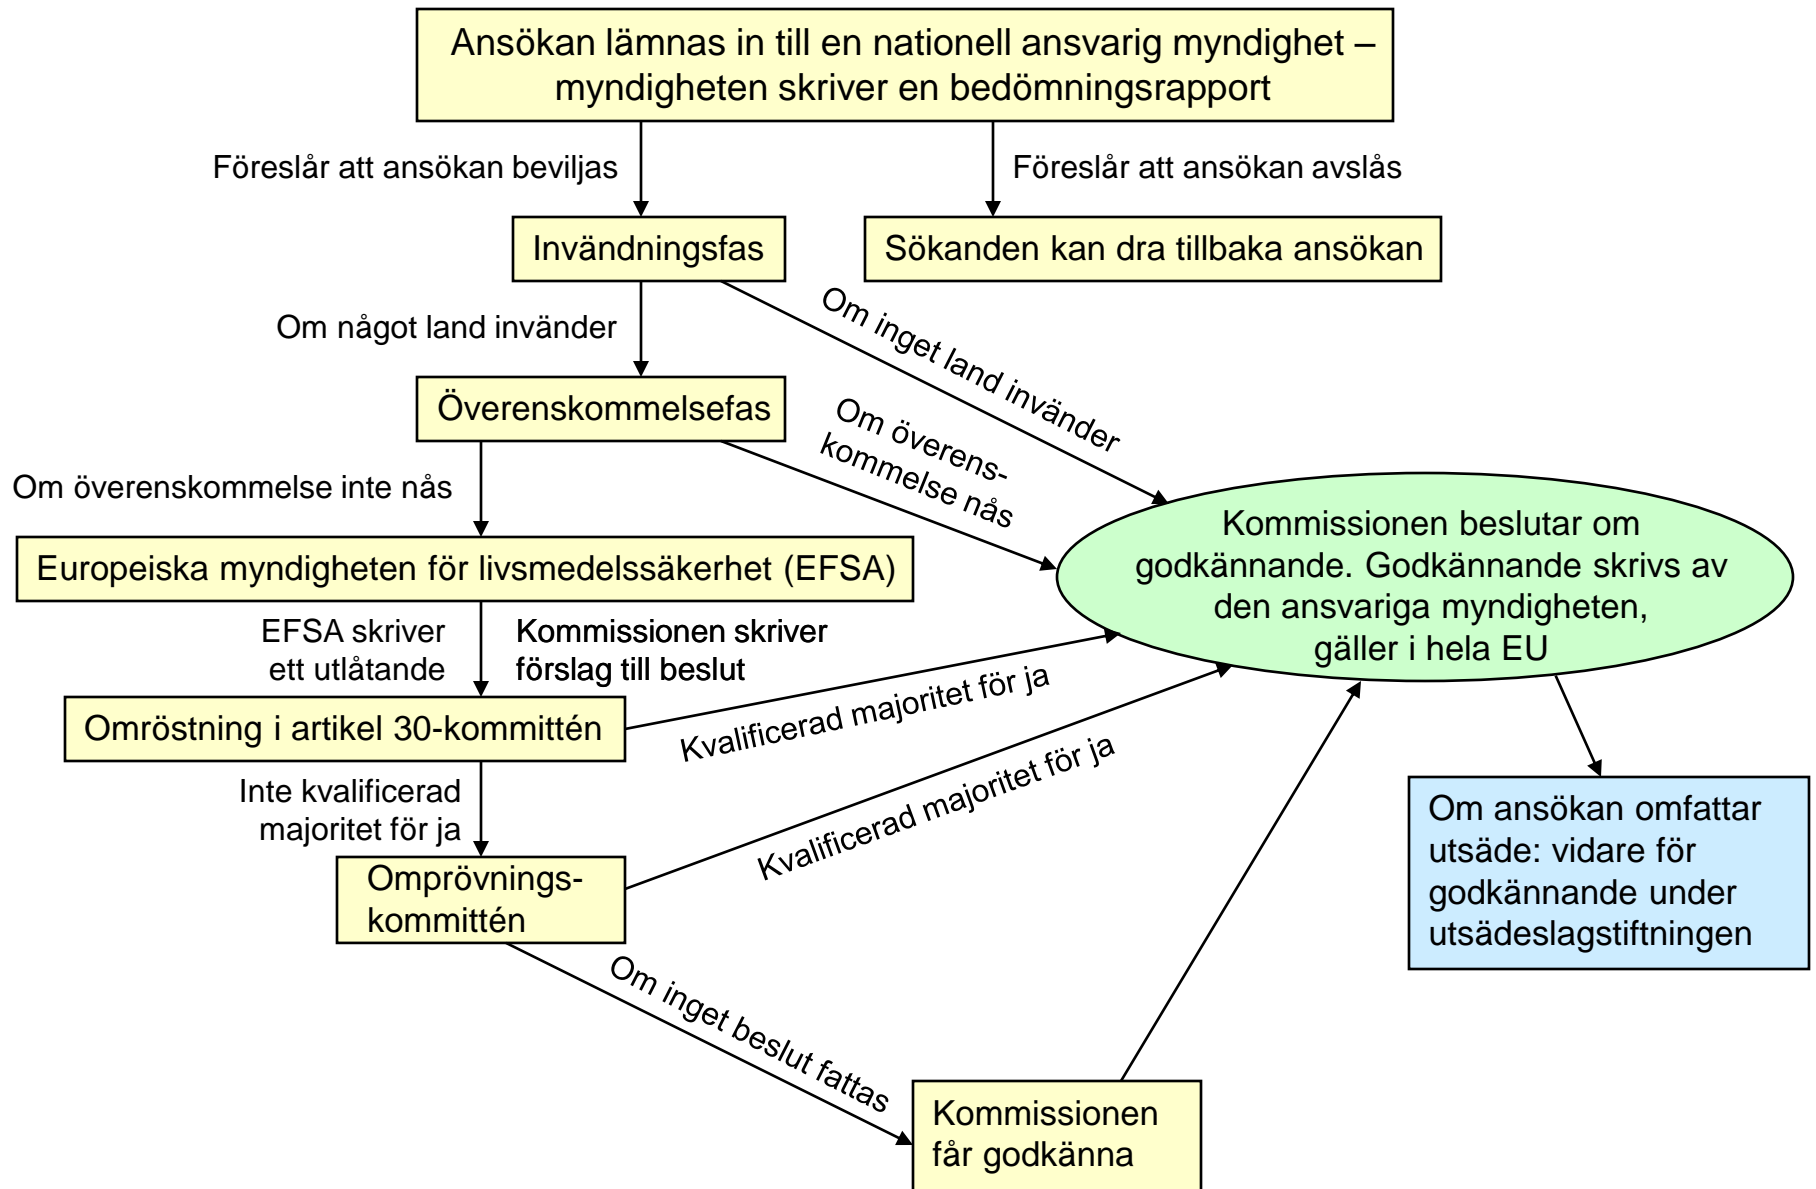 Ansökan lämnas in till en nationell ansvarig myndighet –
myndigheten skriver en bedömningsrapport
Föreslår att ansökan beviljas
Föreslår att ansökan avslås
Invändningsfas
Sökanden kan dra tillbaka ansökan
Om något land invänder
Om inget land invänder
Överenskommelsefas
Om överens-
kommelse nås
Om överenskommelse inte nås
Kommissionen beslutar om
godkännande. Godkännande skrivs av
den ansvariga myndigheten,
gäller i hela EU
Europeiska myndigheten för livsmedelssäkerhet (EFSA)
EFSA skriver
ett utlåtande
Kommissionen skriver
förslag till beslut
Omröstning i artikel 30-kommittén
Kvalificerad majoritet för ja
Inte kvalificerad
majoritet för ja
Kvalificerad majoritet för ja
Omprövnings-
kommittén
Om ansökan omfattar
utsäde: vidare för
godkännande under
utsädeslagstiftningen
Om inget beslut fattas
Kommissionen
får godkänna